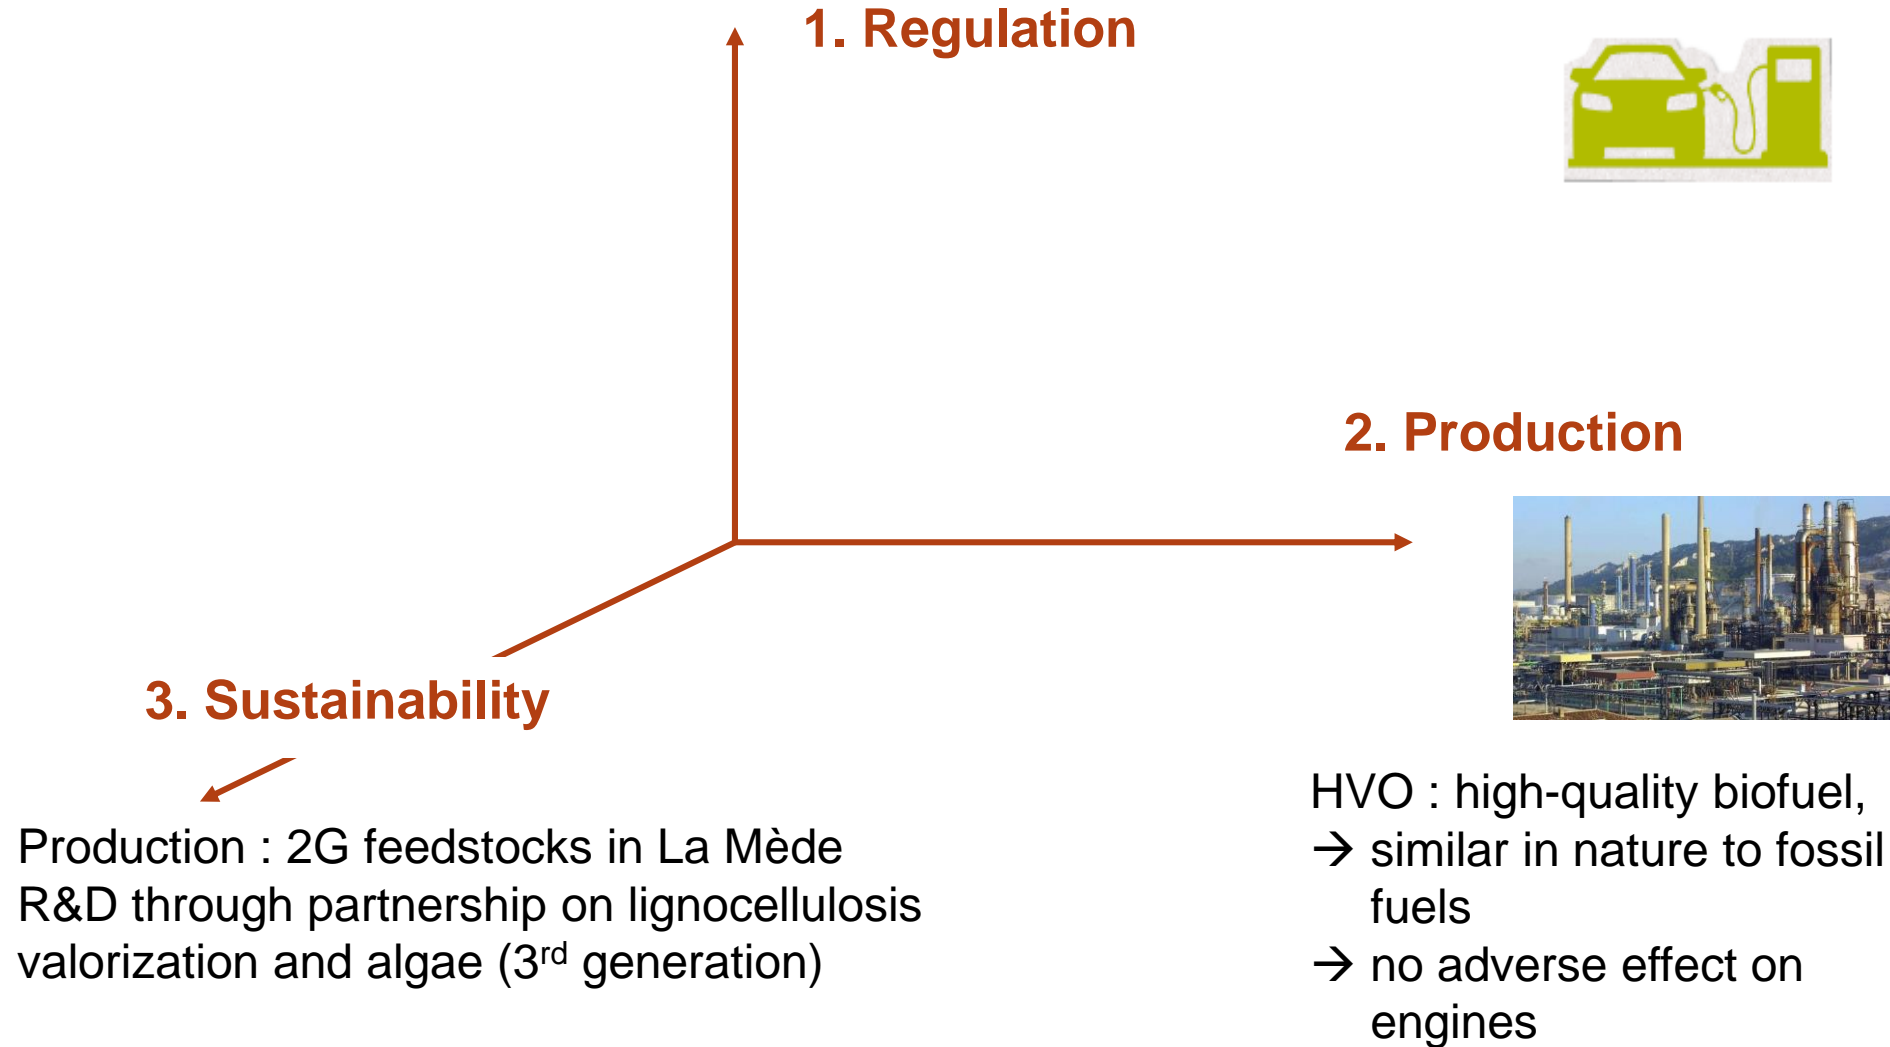 1. Regulation
2. Production
3. Sustainability
Production : 2G feedstocks in La Mède
R&D through partnership on lignocellulosis
valorization and algae (3rd generation)
HVO : high-quality biofuel,
→ similar in nature to fossil
fuels
→ no adverse effect on
engines